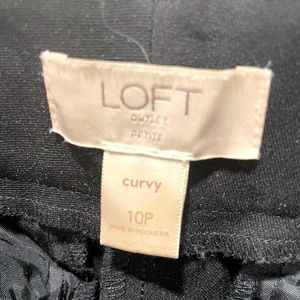 LOFT
OUTLET
PETITE
curvy
10P
MADE IN INDONESIA